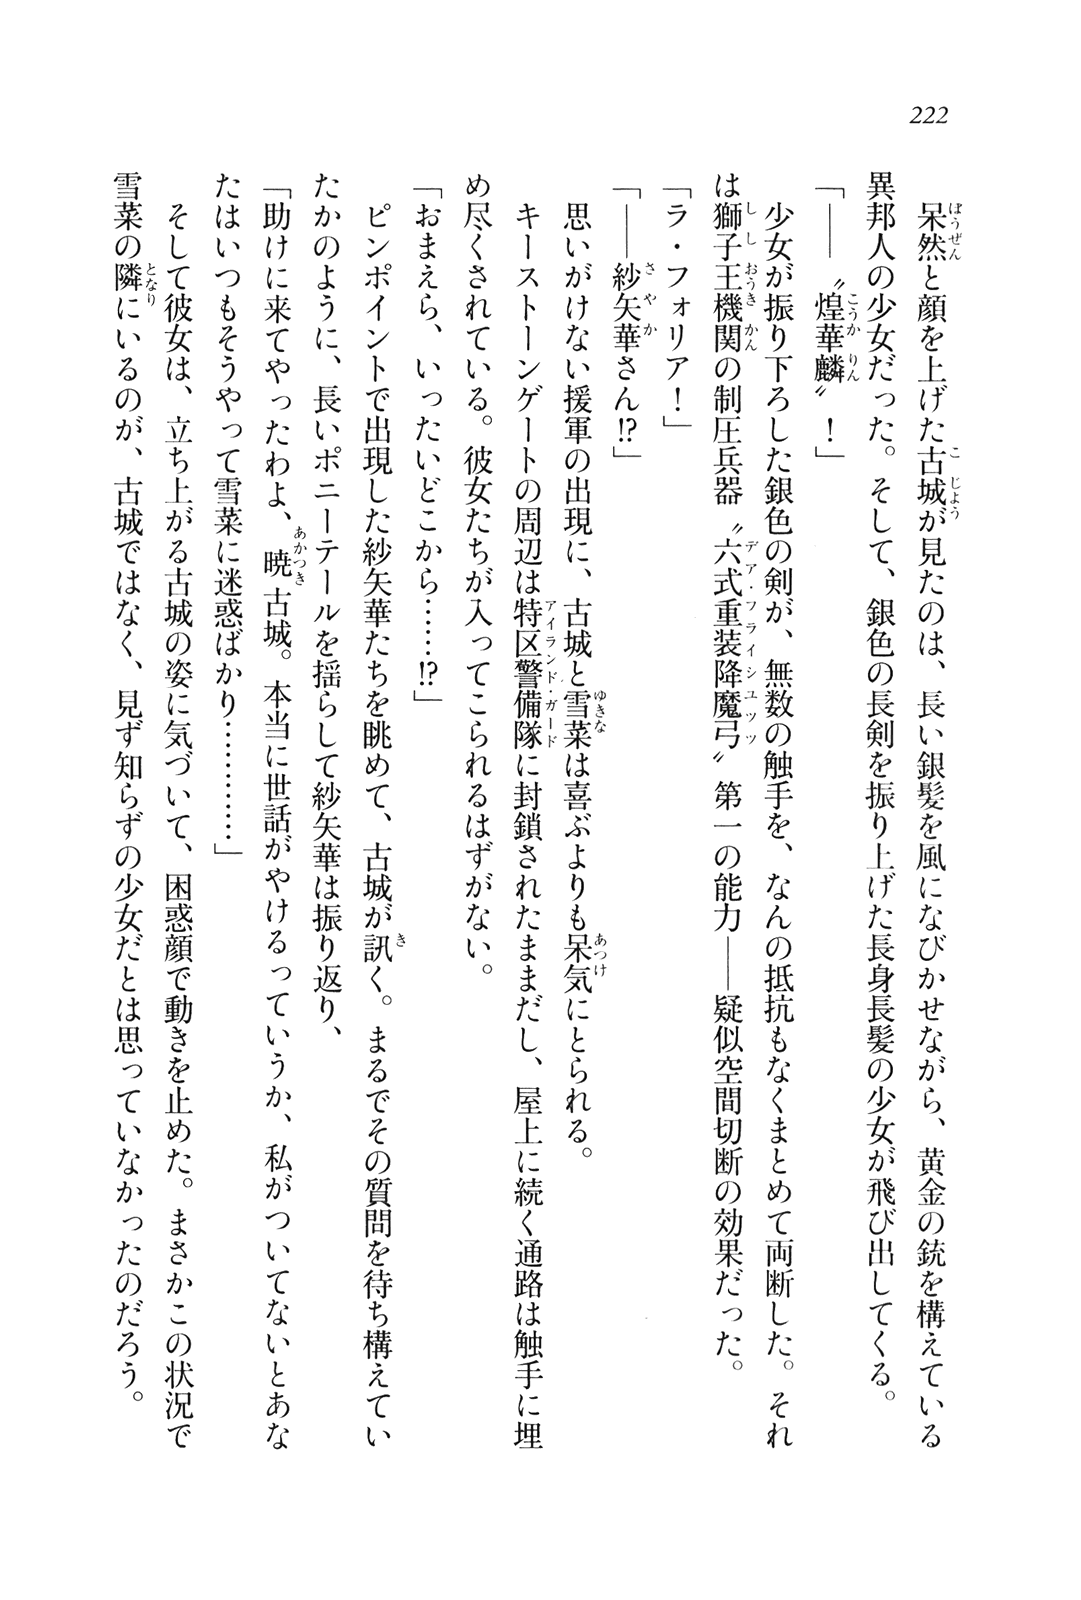 222
呆然と顔を上げた古城が見たのは、長い銀髪を風になびかせながら、黄金の銃を構えている
異邦人の少女だった。そして、銀色の長剣を振り上げた長身長髪の少女が飛び出してくる。
「――〝煌華麟〟！」
少女が振り下ろした銀色の剣が、無数の触手を、なんの抵抗もなくまとめて両断した。それ
は獅子王機関の制圧兵器〝六式重装降魔弓〟第一の能力――疑似空間切断の効果だった。
「ラ・フォリア！」
「――紗矢華さん!?」
思いがけない援軍の出現に、古城と雪菜は喜ぶよりも呆気にとられる。
キーストーンゲートの周辺は特区警備隊に封鎖されたままだし、屋上に続く通路は触手に埋
め尽くされている。彼女たちが入ってこられるはずがない。
「おまえら、いったいどこから……!?」
ピンポイントで出現した紗矢華たちを眺めて、古城が訊く。まるでその質問を待ち構えてい
たかのように、長いポニーテールを揺らして紗矢華は振り返り、
「助けに来てやったわよ、暁古城。本当に世話がやけるっていうか、私がついてないとあな
たはいつもそうやって雪菜に迷惑ばかり…………」
そして彼女は、立ち上がる古城の姿に気づいて、困惑顔で動きを止めた。まさかこの状況で
雪菜の隣にいるのが、古城ではなく、見ず知らずの少女だとは思っていなかったのだろう。